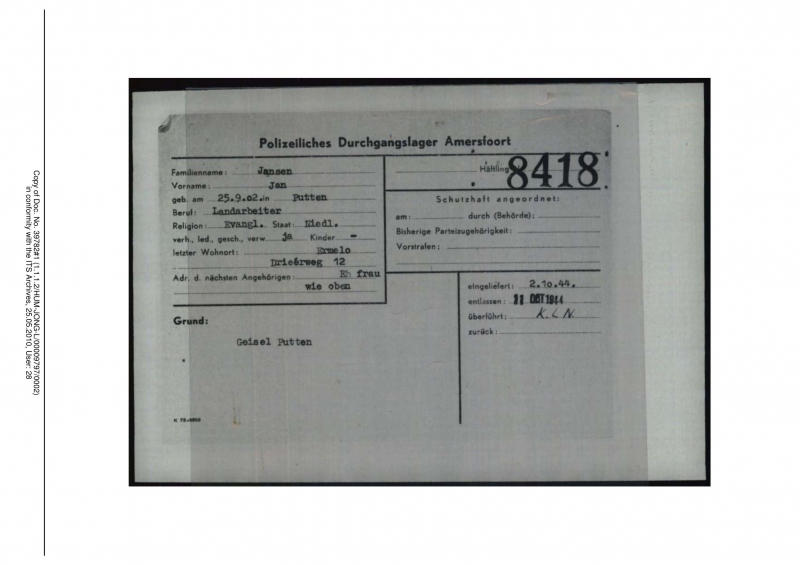 Polizeiliches Durchgangslager Amersfoort
Familienname: Jansen
Vorname: Jan
geb. am 25.9.02.in Putten
Beruf: Landarbeiter
Religion: Evangl. Staat: Niedl.
verh., led., gesch., verw. ja Kinder -
letzter Wohnort: Ermelo
Drieërweg 12
Adr. d. nächsten Angehörigen: Eh frau
wie oben
Häftling 8418
Schutzhaft angeordnet:
am: durch (Behörde):
Bisherige Parteizugehörigkeit:
Vorstrafen:
Grund:
Geisel Putten
eingeliefert: 2.10.44.
entlassen: 11 OKT 1944
überführt: K.L.N.
zurück:
Copy of Doc. No. 39782#1 (1.1.1.2/HUM-JONG-L/00009797/0002)
in conformity with the ITS Archives, 25.05.2010, User: 28